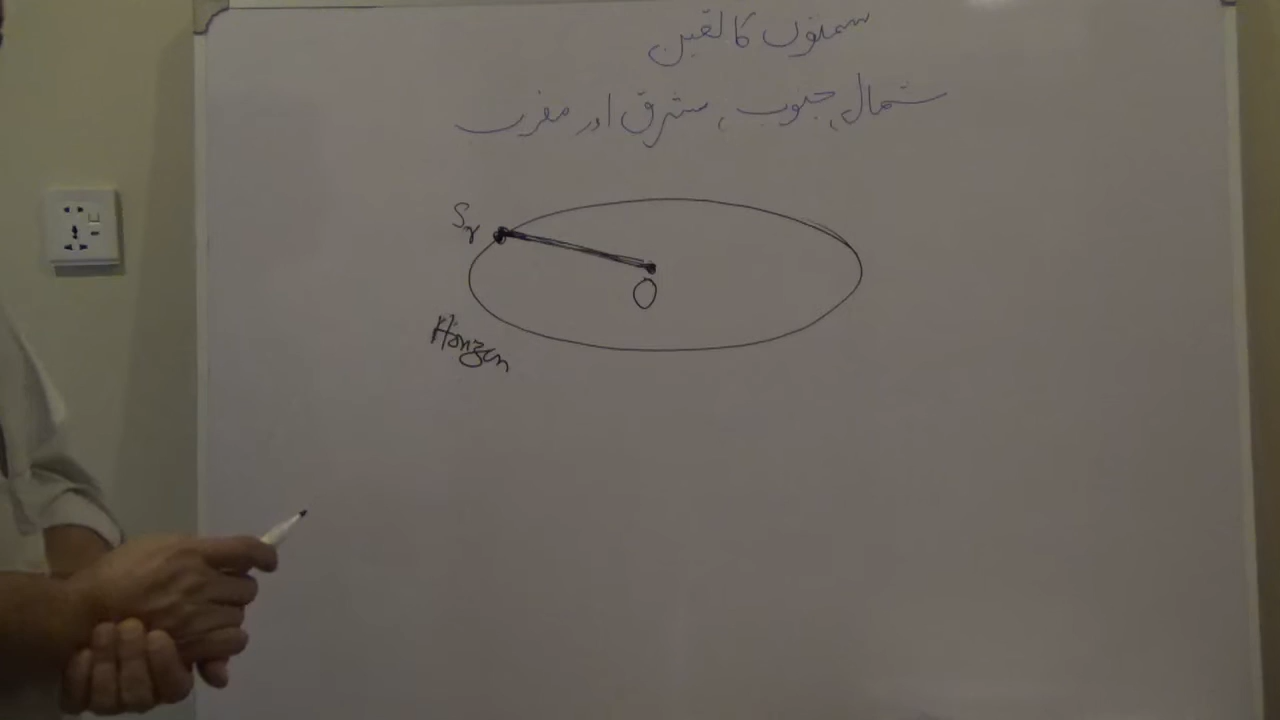 سمتوں کا تعین
شمال، جنوب، مشرق اور مغرب
Sr
O
Horizon